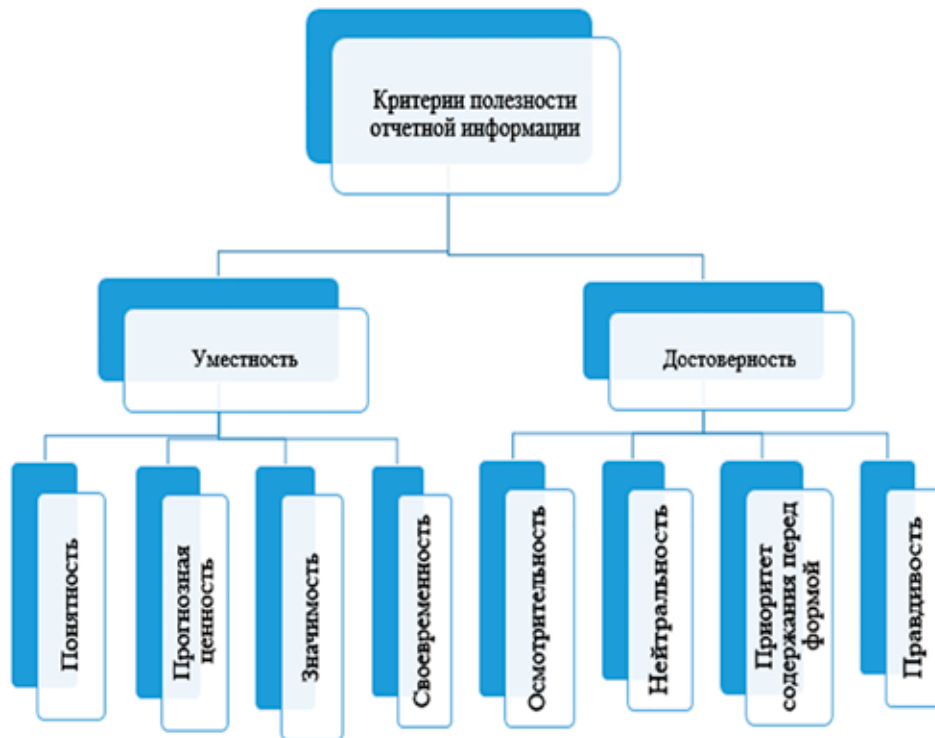 Критерии полезности
отчетной информации
Уместность
Достоверность
Понятность
Прогнозная
ценность
Значимость
Своевременность
Осмотрительность
Нейтральность
Приоритет
содержания перед
формой
Правдивость